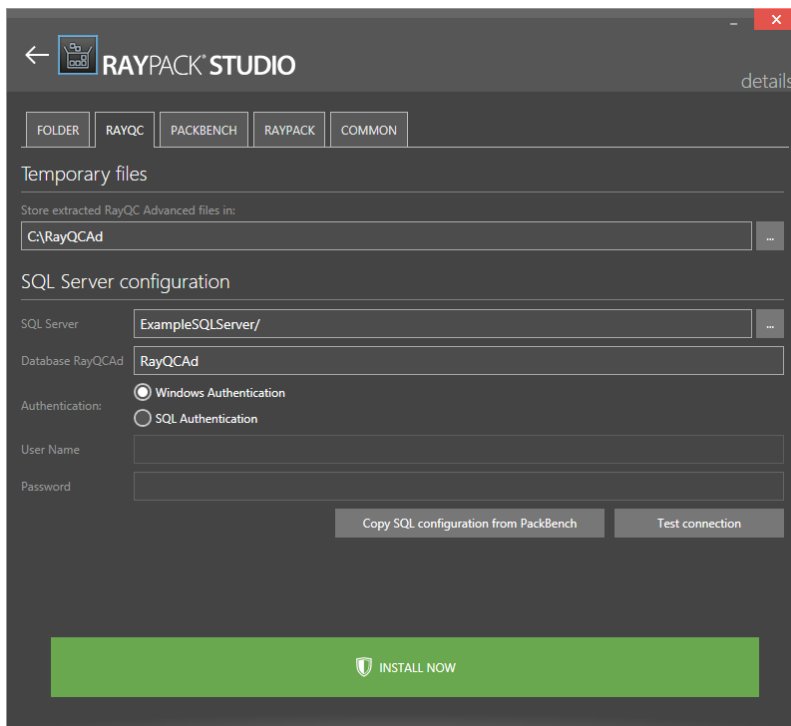 RAYPACK® STUDIO
details
FOLDER RAYQC PACKBENCH RAYPACK COMMON
Temporary files
Store extracted RayQC Advanced files in:
C:\RayQCAd ...
SQL Server configuration
SQL Server ExampleSQLServer/ ...
Database RayQCAd RayQCAd
Authentication: Windows Authentication
SQL Authentication
User Name
Password
Copy SQL configuration from PackBench Test connection
INSTALL NOW